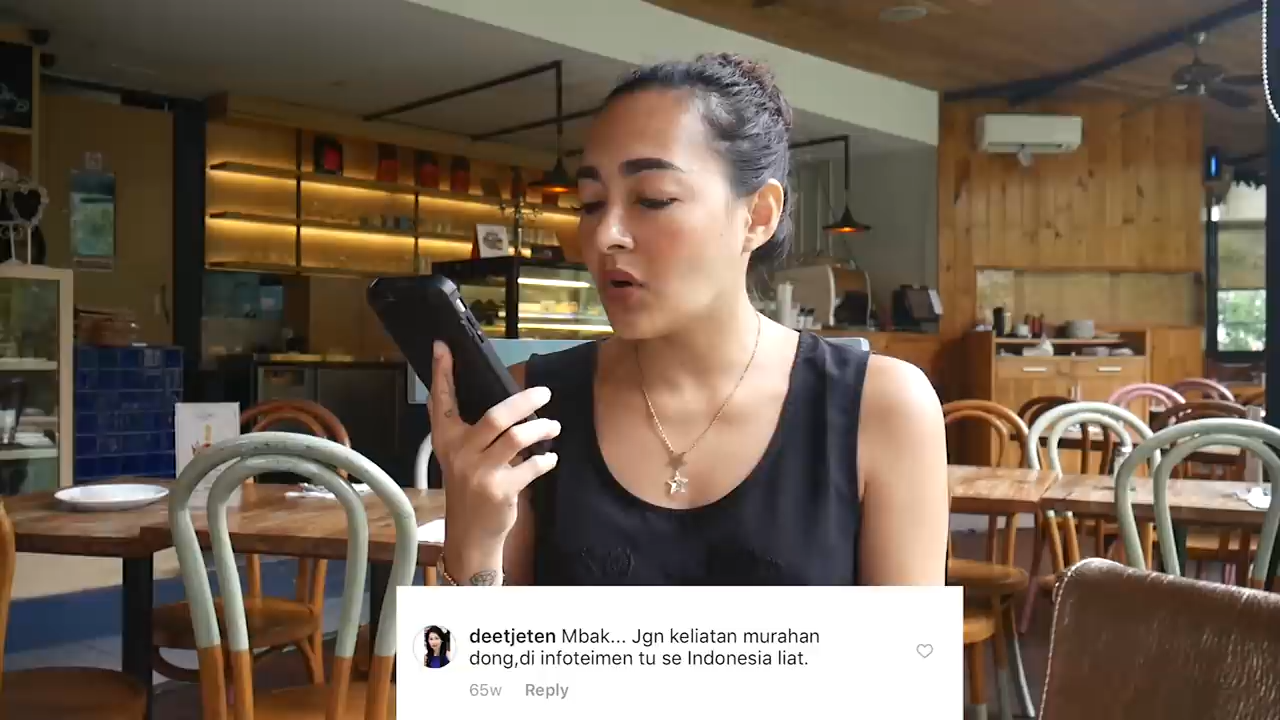 deetjeten Mbak... Jgn keliatan murahan
dong,di infoteimen tu se Indonesia liat.
65w Reply